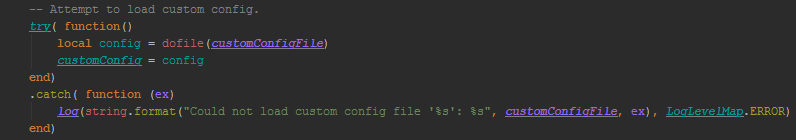 -- Attempt to load custom config.
try( function()
local config = dofile(customConfigFile)
customConfig = config
end)
.catch( function (ex)
Log(string.format("Could not load custom config file '%s': %s", customConfigFile, ex), LogLevelMap.ERROR)
end)